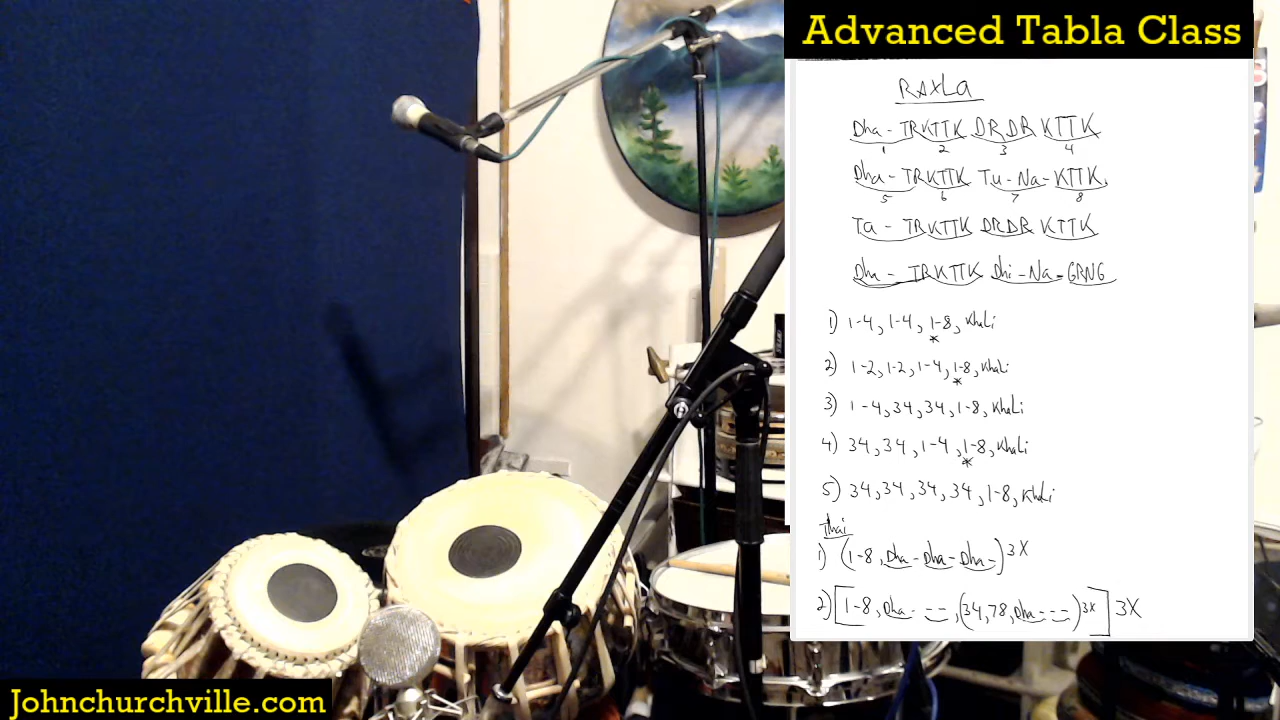 Advanced Tabla Class
RAxLa
Dha - TRKTTK DRDR KTTK
1 2 3 4
Dha - TRKTTK Tu - Na - KTTK
5 6 7 8
Ta - TRKTTK DRDR KTTK
Dha - TRKTTK Dhi - Na - GRNG
1) 1-4, 1-4, 1-8, Khali
*
2) 1-2, 1-2, 1-4, 1-8, Khali
*
3) 1-4, 34, 34, 1-8, Khali
4) 34, 34, 1-4, 1-8, Khali
*
5) 34, 34, 34, 34, 1-8, Khali
Thai
1) (1-8, Dha - Dha - Dha -) 3X
2) [1-8, Dha - - -, (34, 78, Dha - - -) 3X ] 3X
Johnchurchville.com